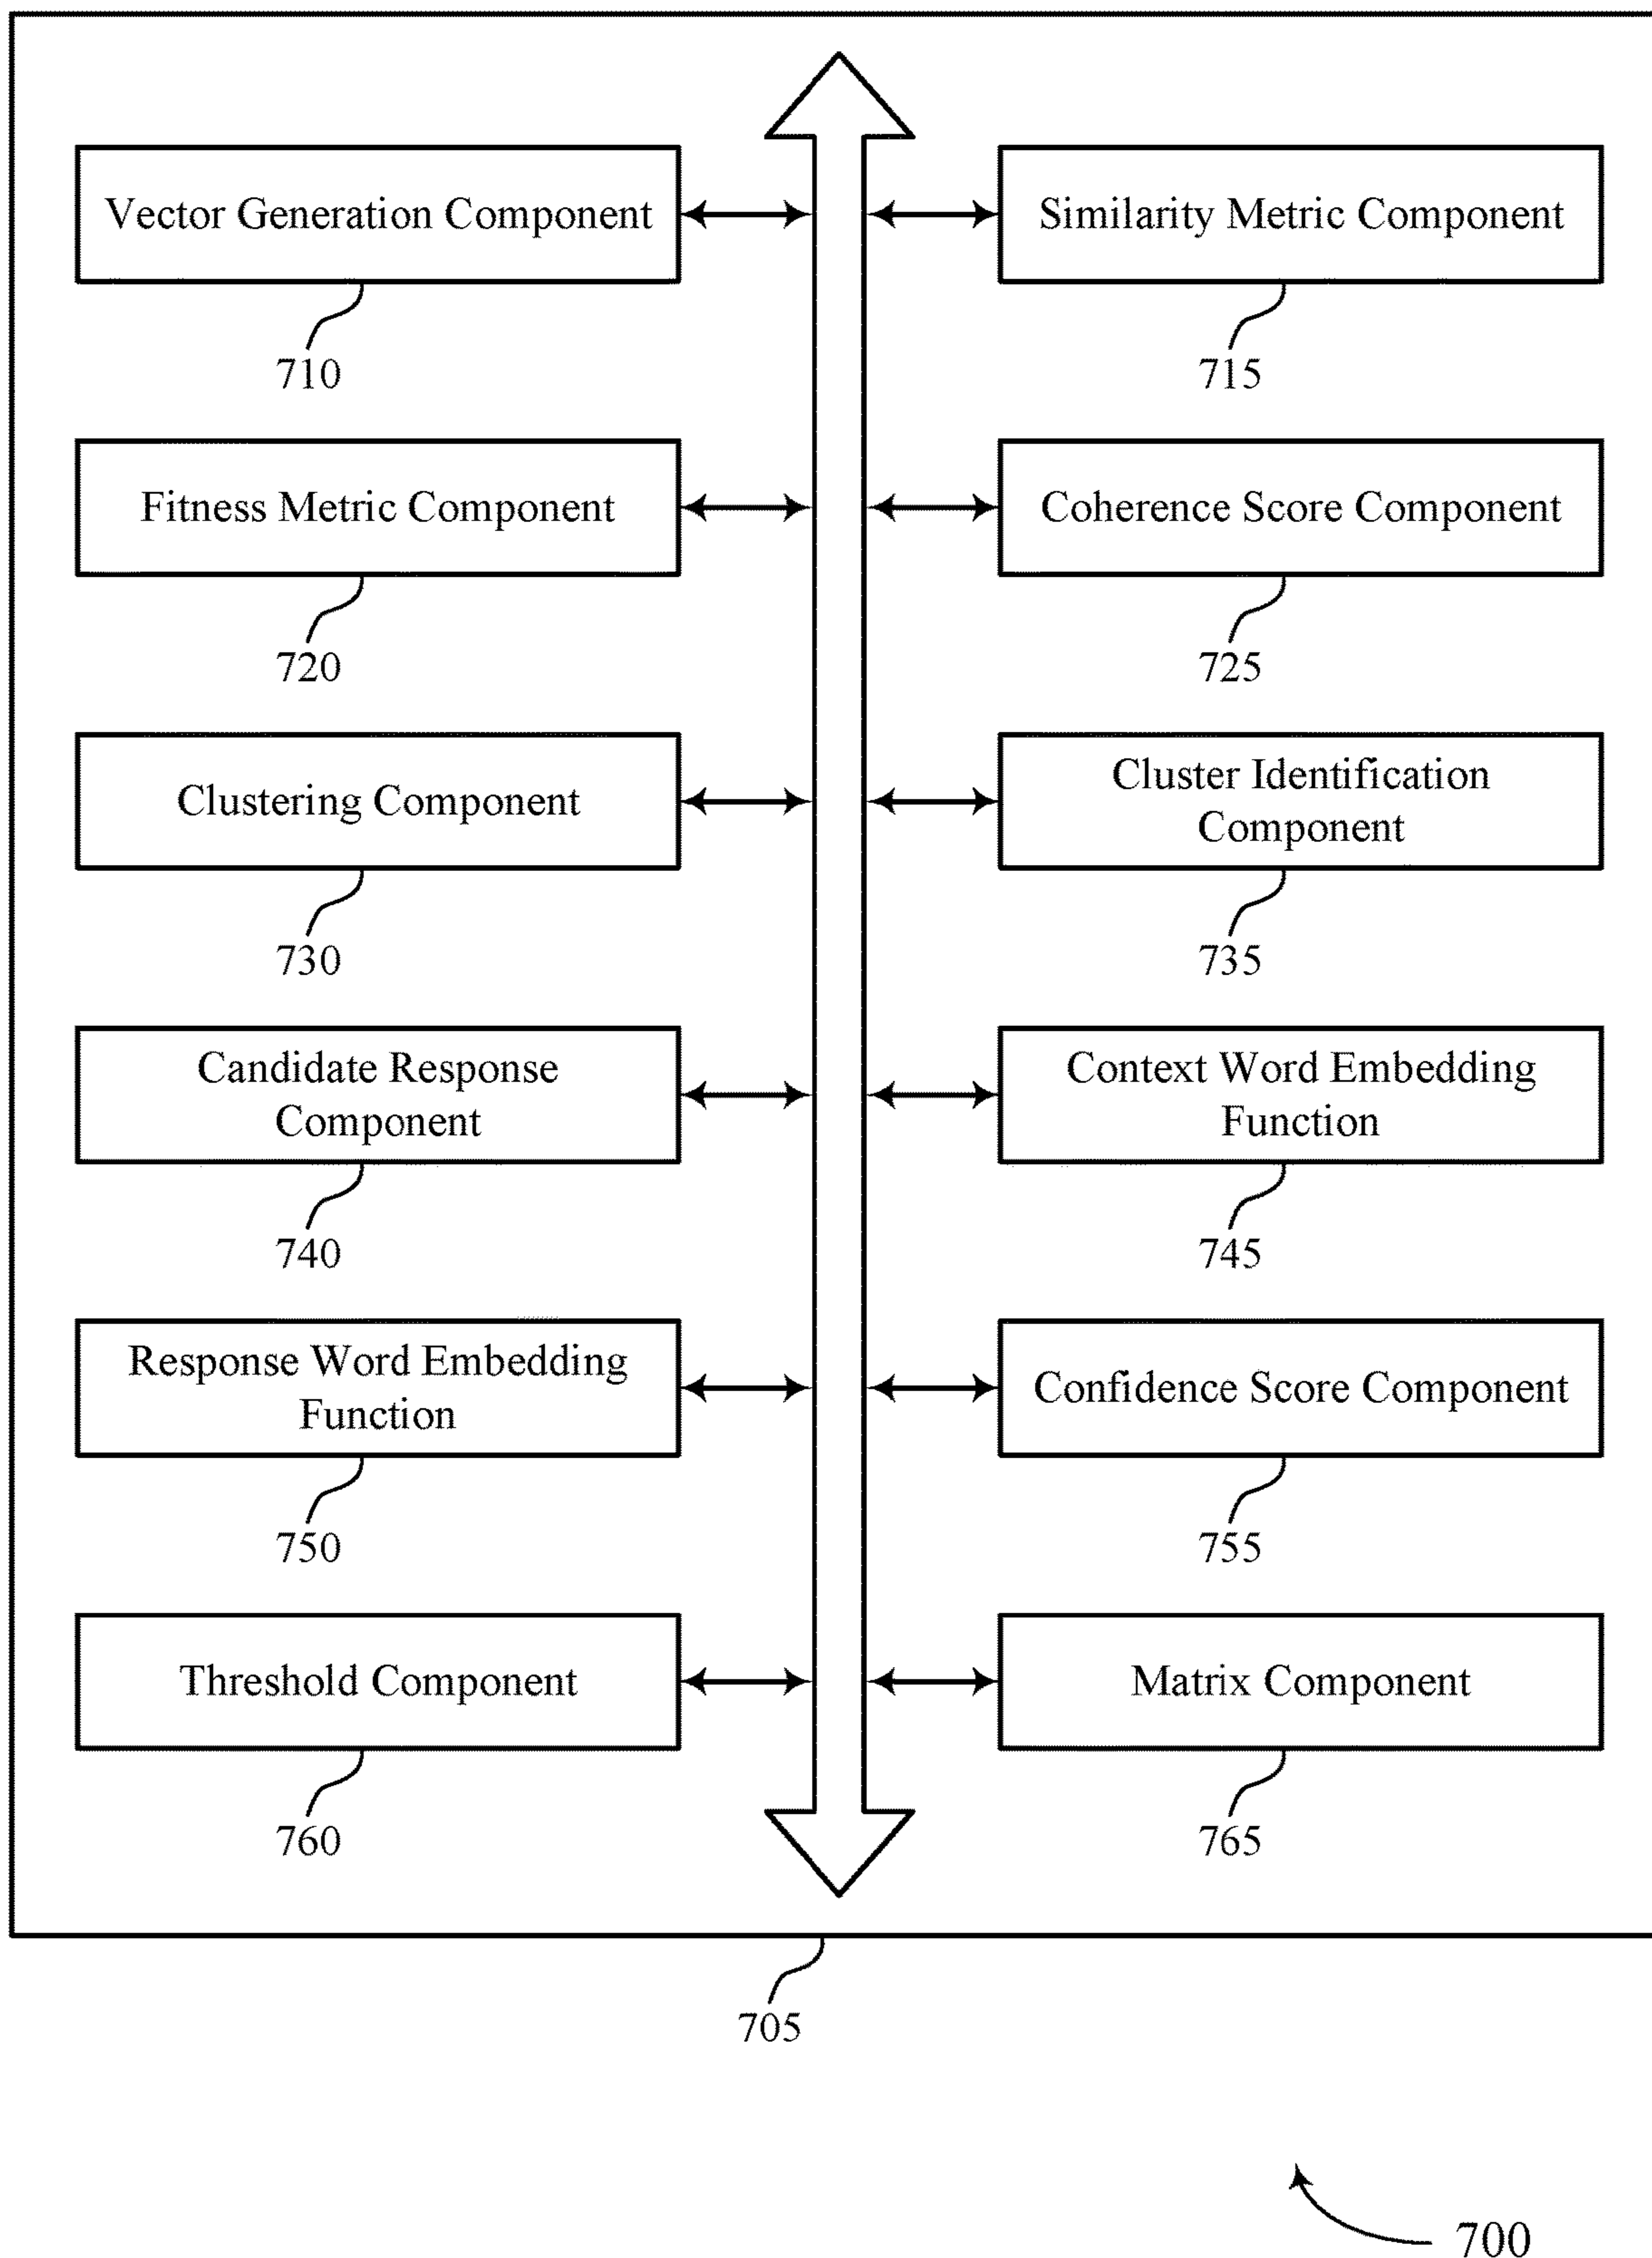 Vector Generation Component
Similarity Metric Component
710
715
Fitness Metric Component
Coherence Score Component
720
725
Clustering Component
Cluster Identification
Component
730
735
Candidate Response
Component
Context Word Embedding
Function
740
745
Response Word Embedding
Function
Confidence Score Component
750
755
Threshold Component
Matrix Component
760
765
705
700